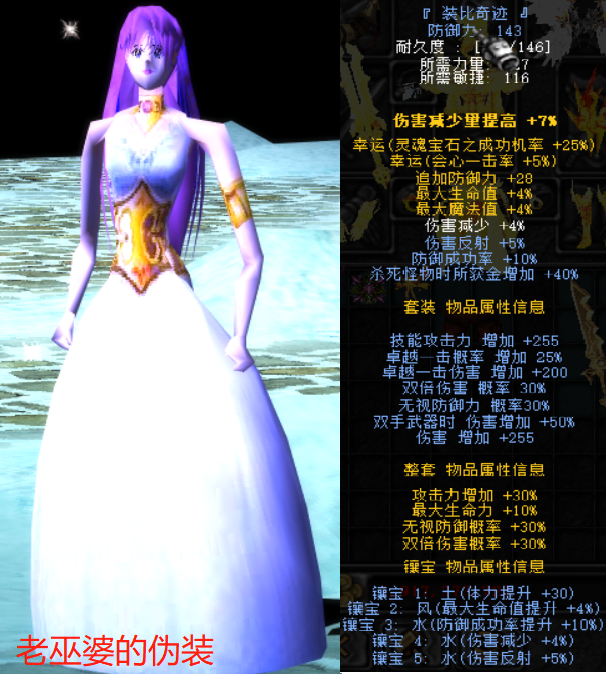 『 装比奇迹 』
防御力: 143
耐久度 : [ /146]
所需力量: 27
所需敏捷: 116
伤害减少量提高 +7%
幸运(灵魂宝石之成功机率 +25%)
幸运(会心一击率 +5%)
追加防御力 +28
最大生命值 +4%
最大魔法值 +4%
伤害减少 +4%
伤害反射 +5%
防御成功率 +10%
杀死怪物时所获金增加 +40%
套装 物品属性信息
技能攻击力 增加 +255
卓越一击概率 增加 25%
卓越一击伤害 增加 +200
双倍伤害 概率 30%
无视防御力 概率30%
双手武器时 伤害增加 +50%
伤害 增加 +255
整套 物品属性信息
攻击力增加 +30%
最大生命力 +10%
无视防御概率 +30%
双倍伤害概率 +30%
镶宝 物品属性信息
镶宝 1: 土(体力提升 +30)
镶宝 2: 风(最大生命值提升 +4%)
镶宝 3: 水(防御成功率提升 +10%)
镶宝 4: 水(伤害减少 +4%)
镶宝 5: 水(伤害反射 +5%)
老巫婆的伪装